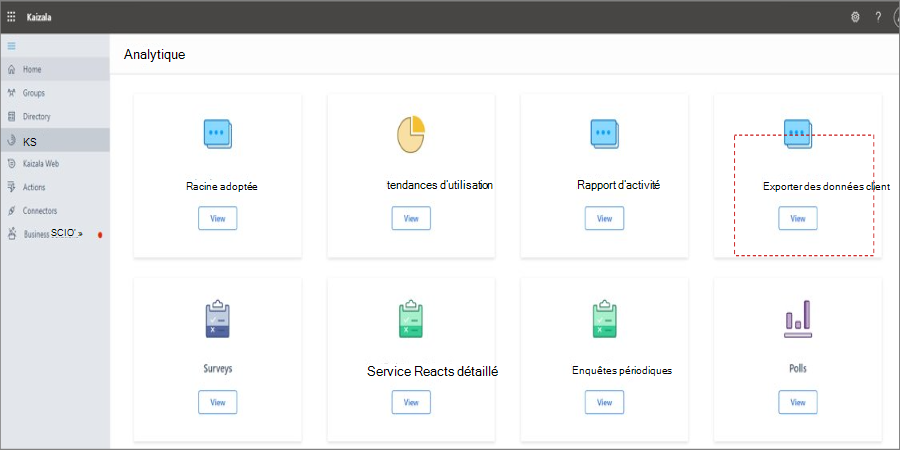 Kaizala
?
Analytique
Home
Groups
Directory
KS
Kaizala Web
Actions
Connectors
Business SCIO' »
Racine adoptée
tendances d'utilisation
Rapport d'activité
Exporter des données client
View
View
View
View
Surveys
Service Reacts détaillé
Enquêtes périodiques
Polls
View
View
View
View